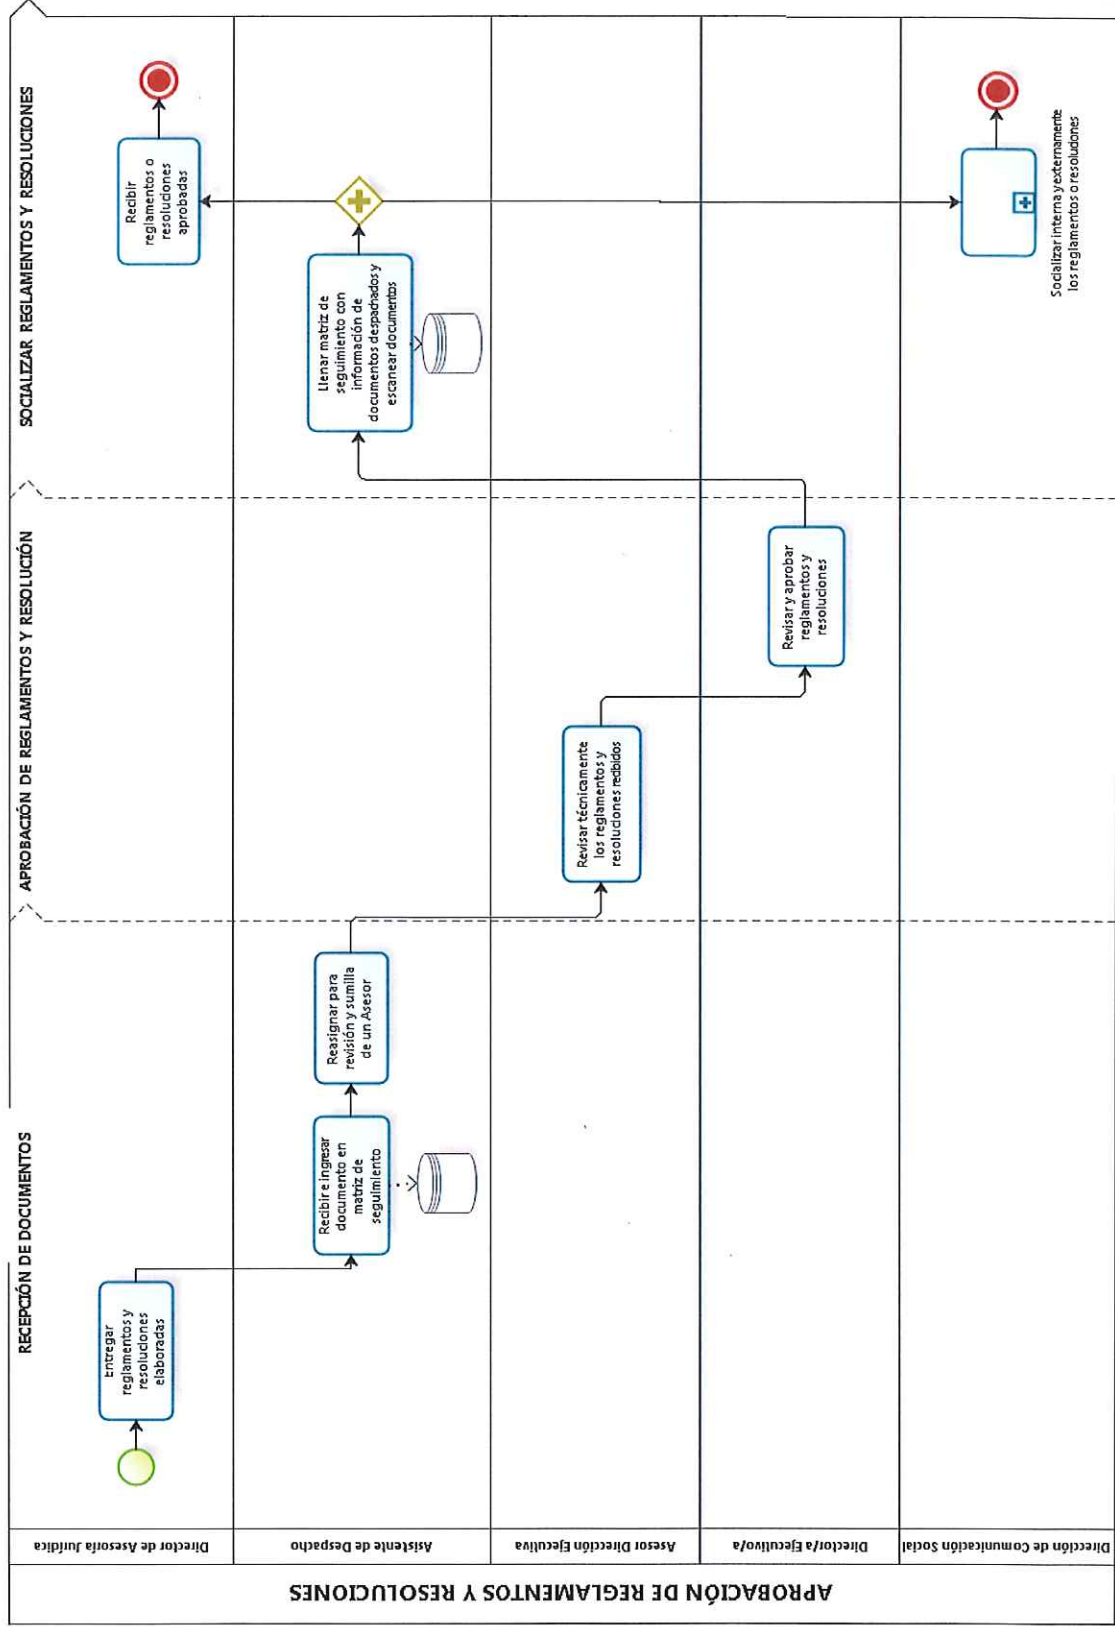 APROBACIÓN DE REGLAMENTOS Y RESOLUCIONES
RECEPCIÓN DE DOCUMENTOS
APROBACIÓN DE REGLAMENTOS Y RESOLUCIÓN
SOCIALIZAR REGLAMENTOS Y RESOLUCIONES
Director de Asesoría Jurídica
Entregar
reglamentos y
resoluciones
elaboradas
Recibir
reglamentos o
resoluciones
aprobadas
Asistente de Despacho
Recibir e ingresar
documento en
matriz de
seguimiento
Reasignar para
revisión y sumilla
de un Asesor
Llenar matriz de
seguimiento con
información de
documentos despachados y
escanear documentos
Asesor Dirección Ejecutiva
Revisar técnicamente
los reglamentos y
resoluciones recibidos
Director/a Ejecutivo/a
Revisar y aprobar
reglamentos y
resoluciones
Dirección de Comunicación Social
Socializar interna y externamente
los reglamentos o resoluciones